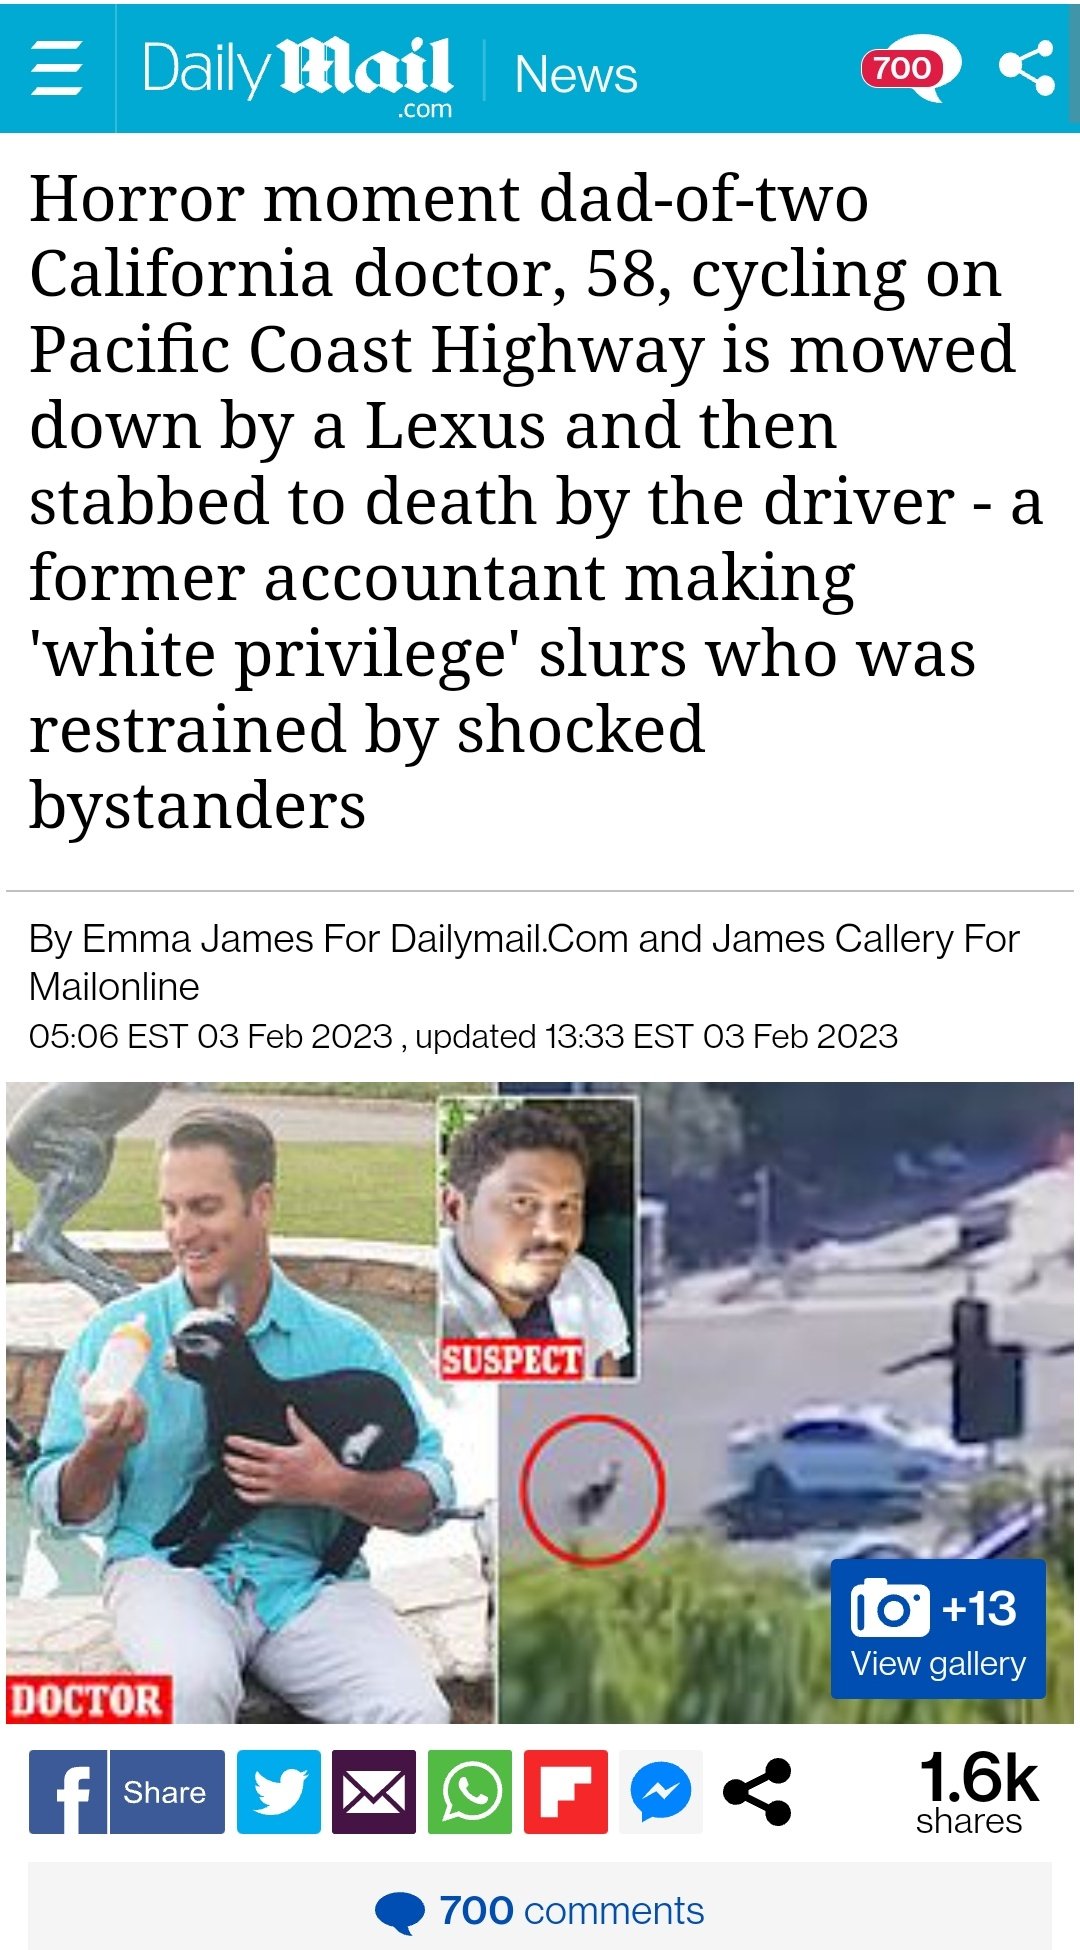 Daily Mail .com News 700
Horror moment dad-of-two
California doctor, 58, cycling on
Pacific Coast Highway is mowed
down by a Lexus and then
stabbed to death by the driver - a
former accountant making
'white privilege' slurs who was
restrained by shocked
bystanders
By Emma James For Dailymail.Com and James Callery For
Mailonline
05:06 EST 03 Feb 2023 , updated 13:33 EST 03 Feb 2023
SUSPECT
+13
View gallery
DOCTOR
Share
1.6k
shares
700 comments